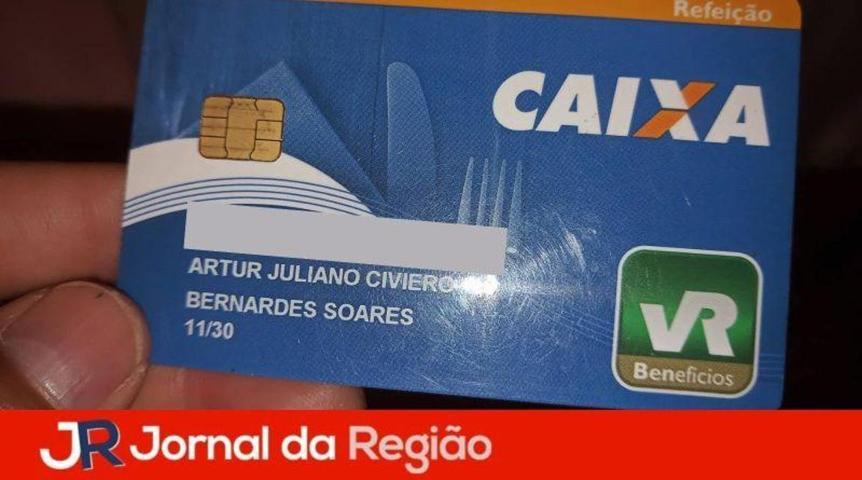 Refeição
CAIXA
ARTUR JULIANO CIVIERO
BERNARDES SOARES
11/30
VR
Benefícios
JR Jornal da Região